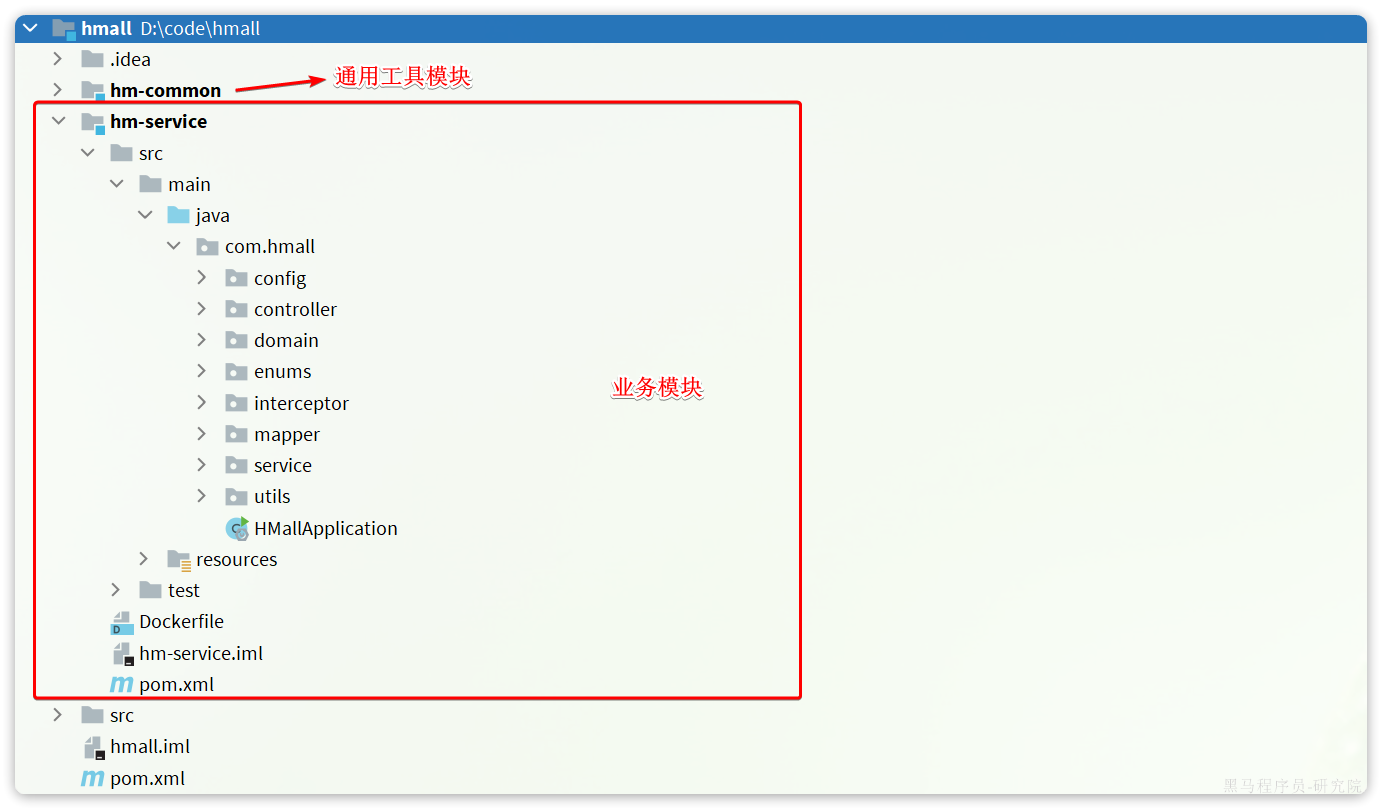 hmall D:\code\hmall
.idea
hm-common
通用工具模块
hm-service
src
main
java
com.hmall
config
controller
domain
enums
业务模块
interceptor
mapper
service
utils
HMallApplication
resources
test
Dockerfile
hm-service.iml
pom.xml
src
hmall.iml
pom.xml
黑马程序员-研究院